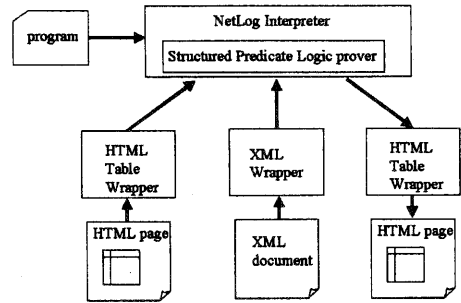 NetLog Interpreter
program
Structured Predicate Logic prover
HTML
Table
Wrapper
XML
Wrapper
HTML
Table
Wrapper
HTML page
XML
document
HTML page